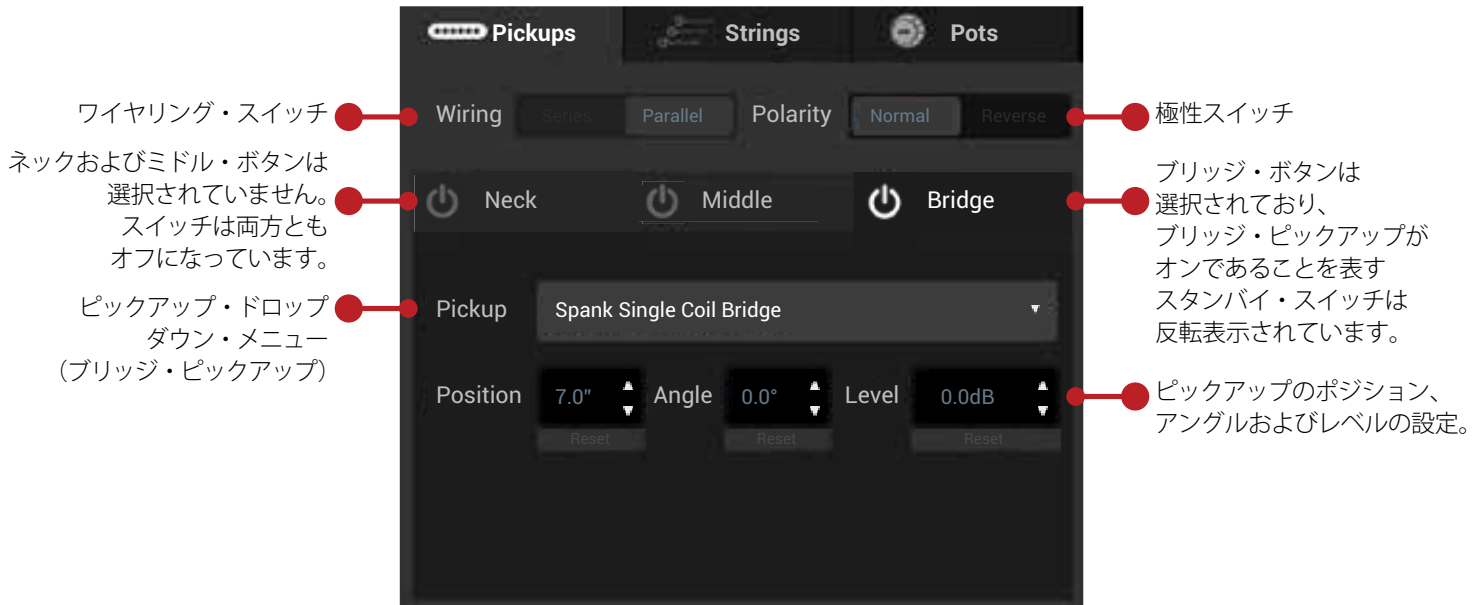 Pickups Strings Pots
ワイヤリング・スイッチ
Wiring Series Parallel Polarity Normal Reverse
極性スイッチ
ネックおよびミドル・ボタンは
選択されていません。
スイッチは両方とも
オフになっています。
Neck Middle Bridge
ブリッジ・ボタンは
選択されており、
ブリッジ・ピックアップが
オンであることを表す
スタンバイ・スイッチは
反転表示されています。
ピックアップ・ドロップ
ダウン・メニュー
（ブリッジ・ピックアップ）
Pickup Spank Single Coil Bridge
Position 7.0" Angle 0.0° Level 0.0dB
Reset Reset Reset
ピックアップのポジション、
アングルおよびレベルの設定。